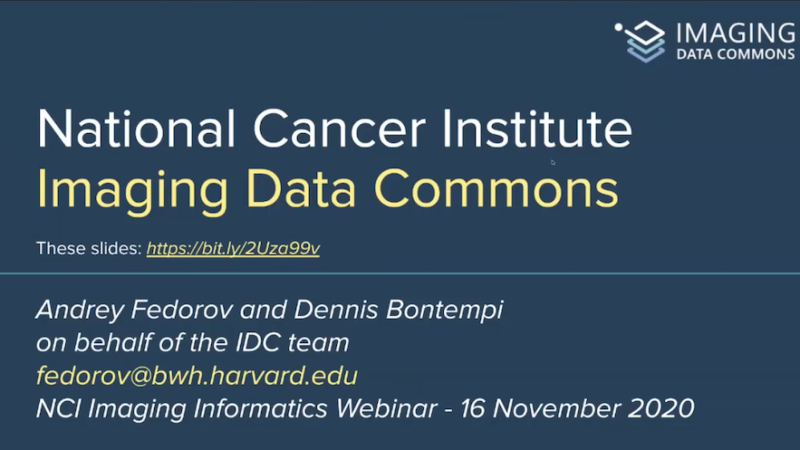 IMAGING
DATA COMMONS
National Cancer Institute
Imaging Data Commons
These slides: https://bit.ly/2Uza99v
Andrey Fedorov and Dennis Bontempi
on behalf of the IDC team
fedorov@bwh.harvard.edu
NCI Imaging Informatics Webinar - 16 November 2020